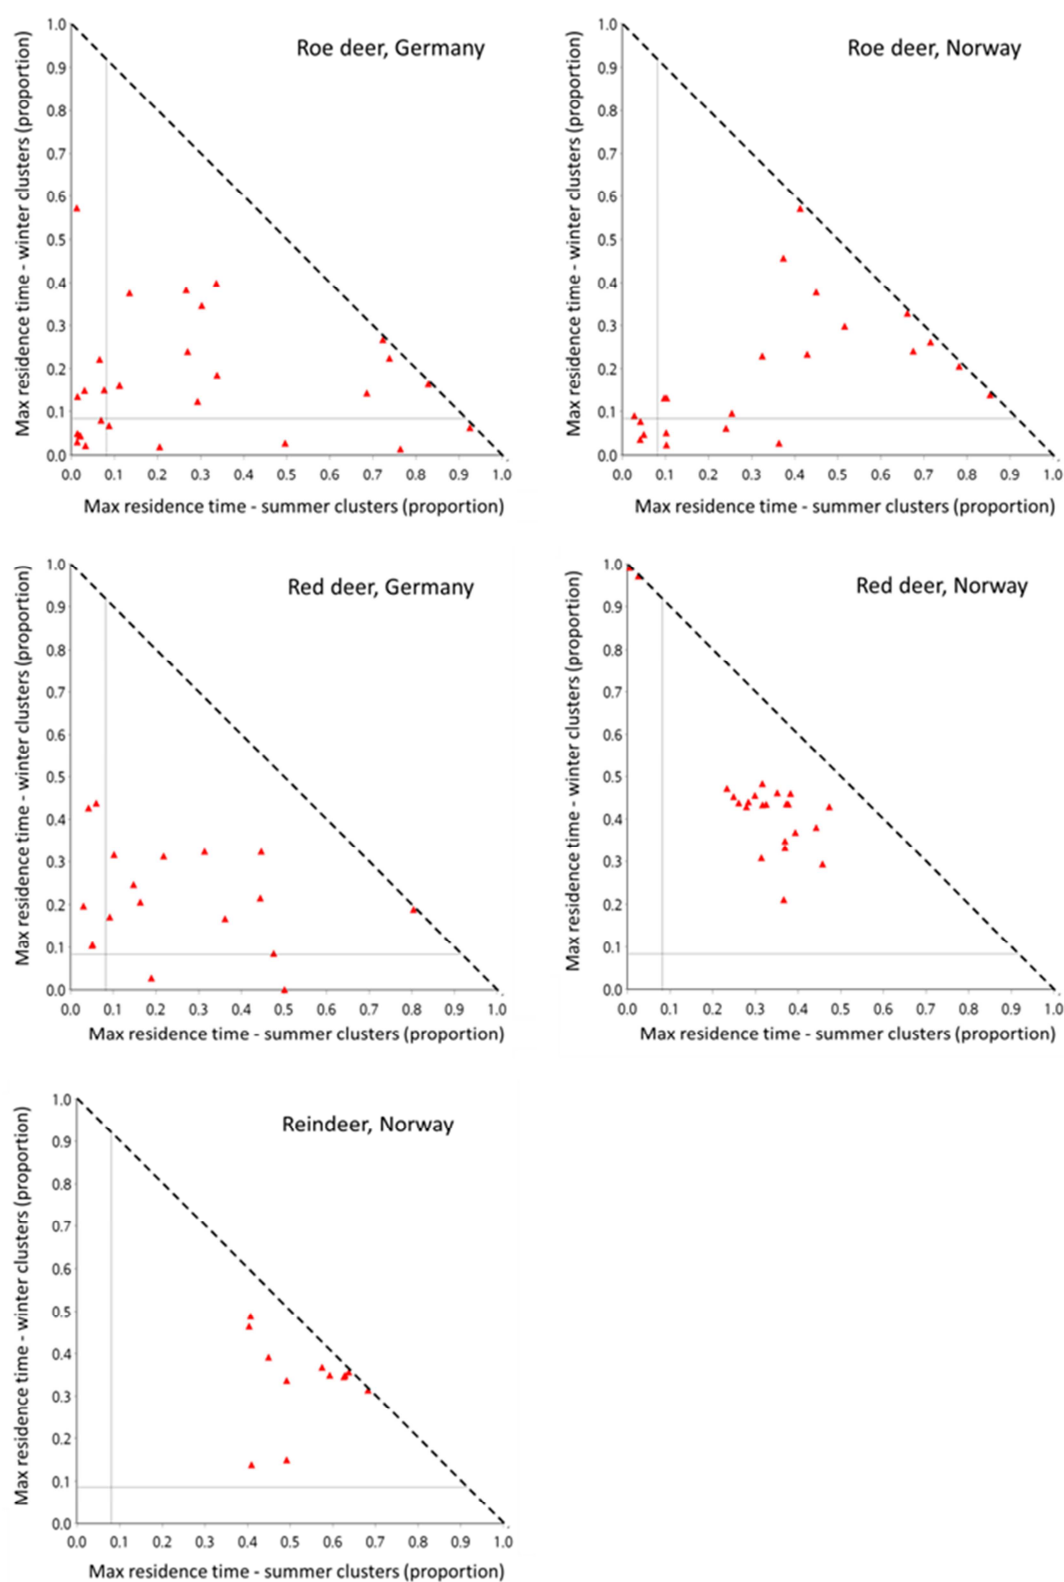 Roe deer, Germany
Max residence time - winter clusters (proportion)
1.0
0.9
0.8
0.7
0.6
0.5
0.4
0.3
0.2
0.1
0.0
0.0 0.1 0.2 0.3 0.4 0.5 0.6 0.7 0.8 0.9 1.0
Max residence time - summer clusters (proportion)
Roe deer, Norway
Max residence time - winter clusters (proportion)
1.0
0.9
0.8
0.7
0.6
0.5
0.4
0.3
0.2
0.1
0.0
0.0 0.1 0.2 0.3 0.4 0.5 0.6 0.7 0.8 0.9 1.0
Max residence time - summer clusters (proportion)
Red deer, Germany
Max residence time - winter clusters (proportion)
1.0
0.9
0.8
0.7
0.6
0.5
0.4
0.3
0.2
0.1
0.0
0.0 0.1 0.2 0.3 0.4 0.5 0.6 0.7 0.8 0.9 1.0
Max residence time - summer clusters (proportion)
Red deer, Norway
Max residence time - winter clusters (proportion)
1.0
0.9
0.8
0.7
0.6
0.5
0.4
0.3
0.2
0.1
0.0
0.0 0.1 0.2 0.3 0.4 0.5 0.6 0.7 0.8 0.9 1.0
Max residence time - summer clusters (proportion)
Reindeer, Norway
Max residence time - winter clusters (proportion)
1.0
0.9
0.8
0.7
0.6
0.5
0.4
0.3
0.2
0.1
0.0
0.0 0.1 0.2 0.3 0.4 0.5 0.6 0.7 0.8 0.9 1.0
Max residence time - summer clusters (proportion)